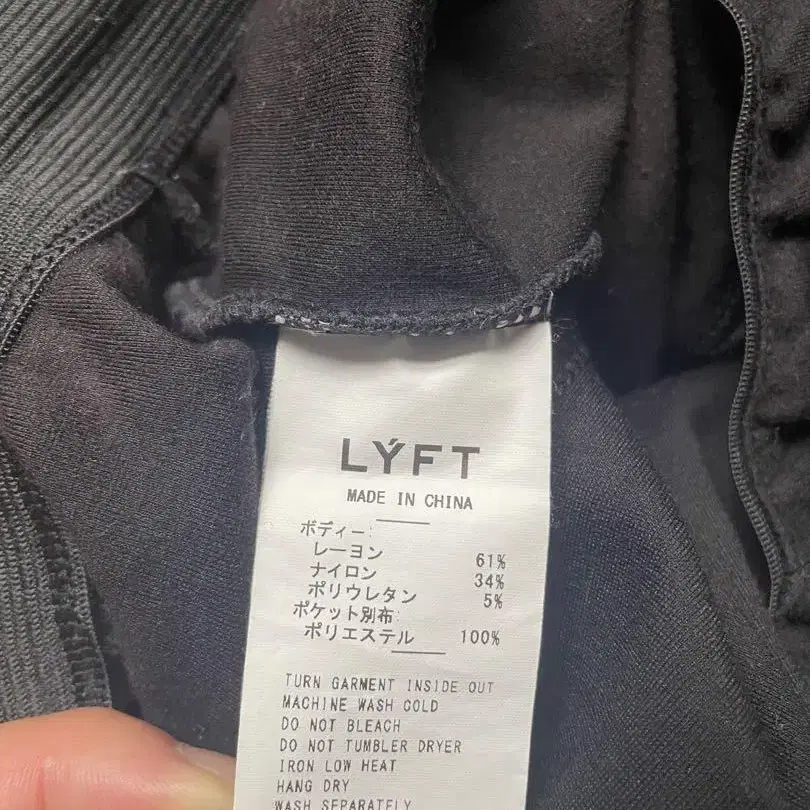 LÝFT
MADE IN CHINA
ボディー:
レーヨン 61%
ナイロン 34%
ポリウレタン 5%
ポケット別布:
ポリエステル 100%
TURN GARMENT INSIDE OUT
MACHINE WASH COLD
DO NOT BLEACH
DO NOT TUMBLER DRYER
IRON LOW HEAT
HANG DRY
WASH SEPARATELY